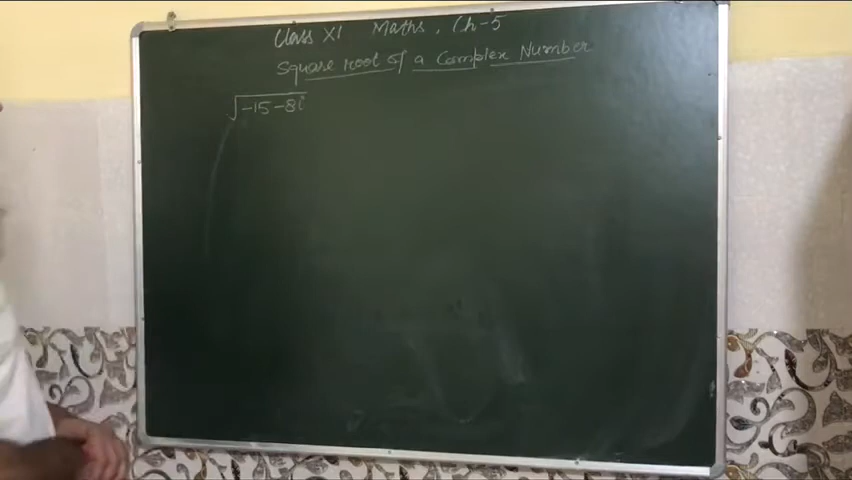 Class XI Maths, Ch-5
Square root of a Complex Number
√-15-8i